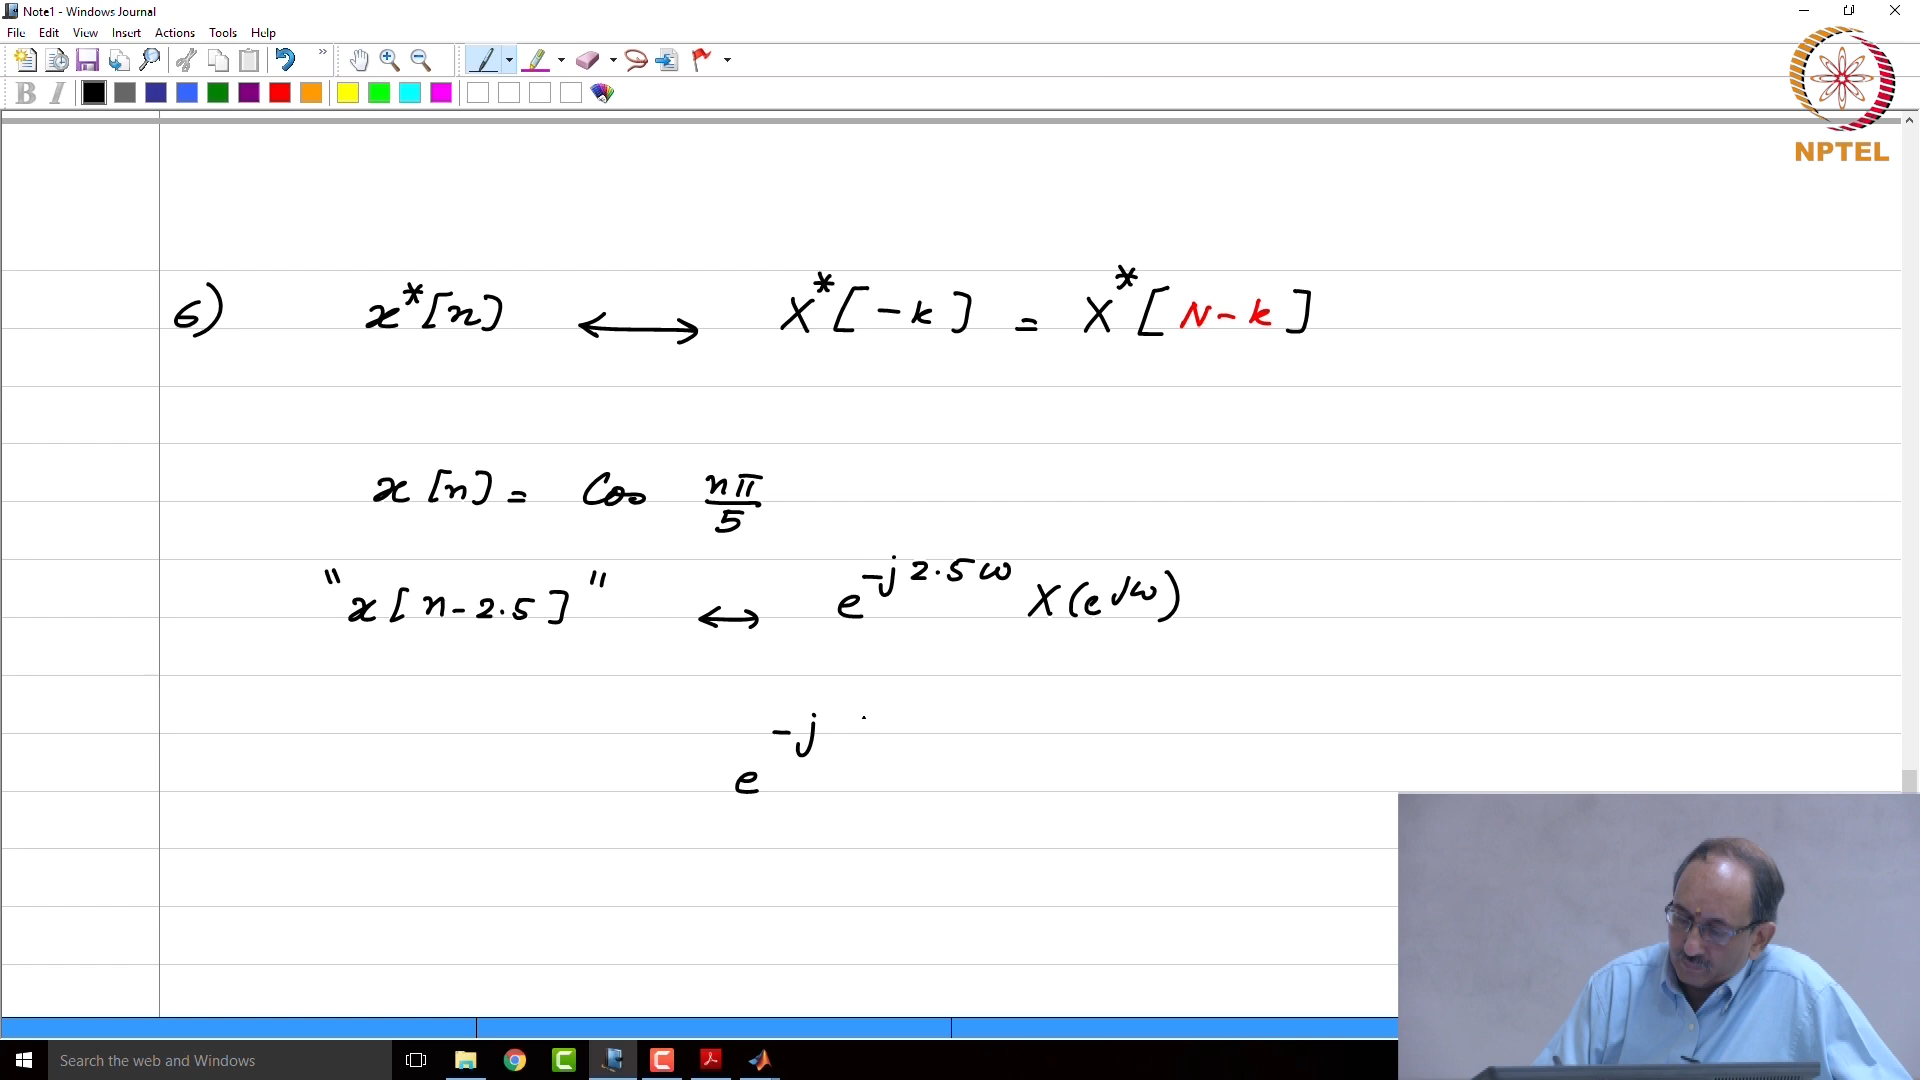 Note1 - Windows Journal
File Edit View Insert Actions Tools Help
B I
NPTEL
6) x*[n] ↔ X*[-k] = X*[N-k]
x[n] = Cos nπ/5
"x[n-2.5]" ↔ e^{-j2.5ω} X(e^{jω})
e^{-j
Search the web and Windows